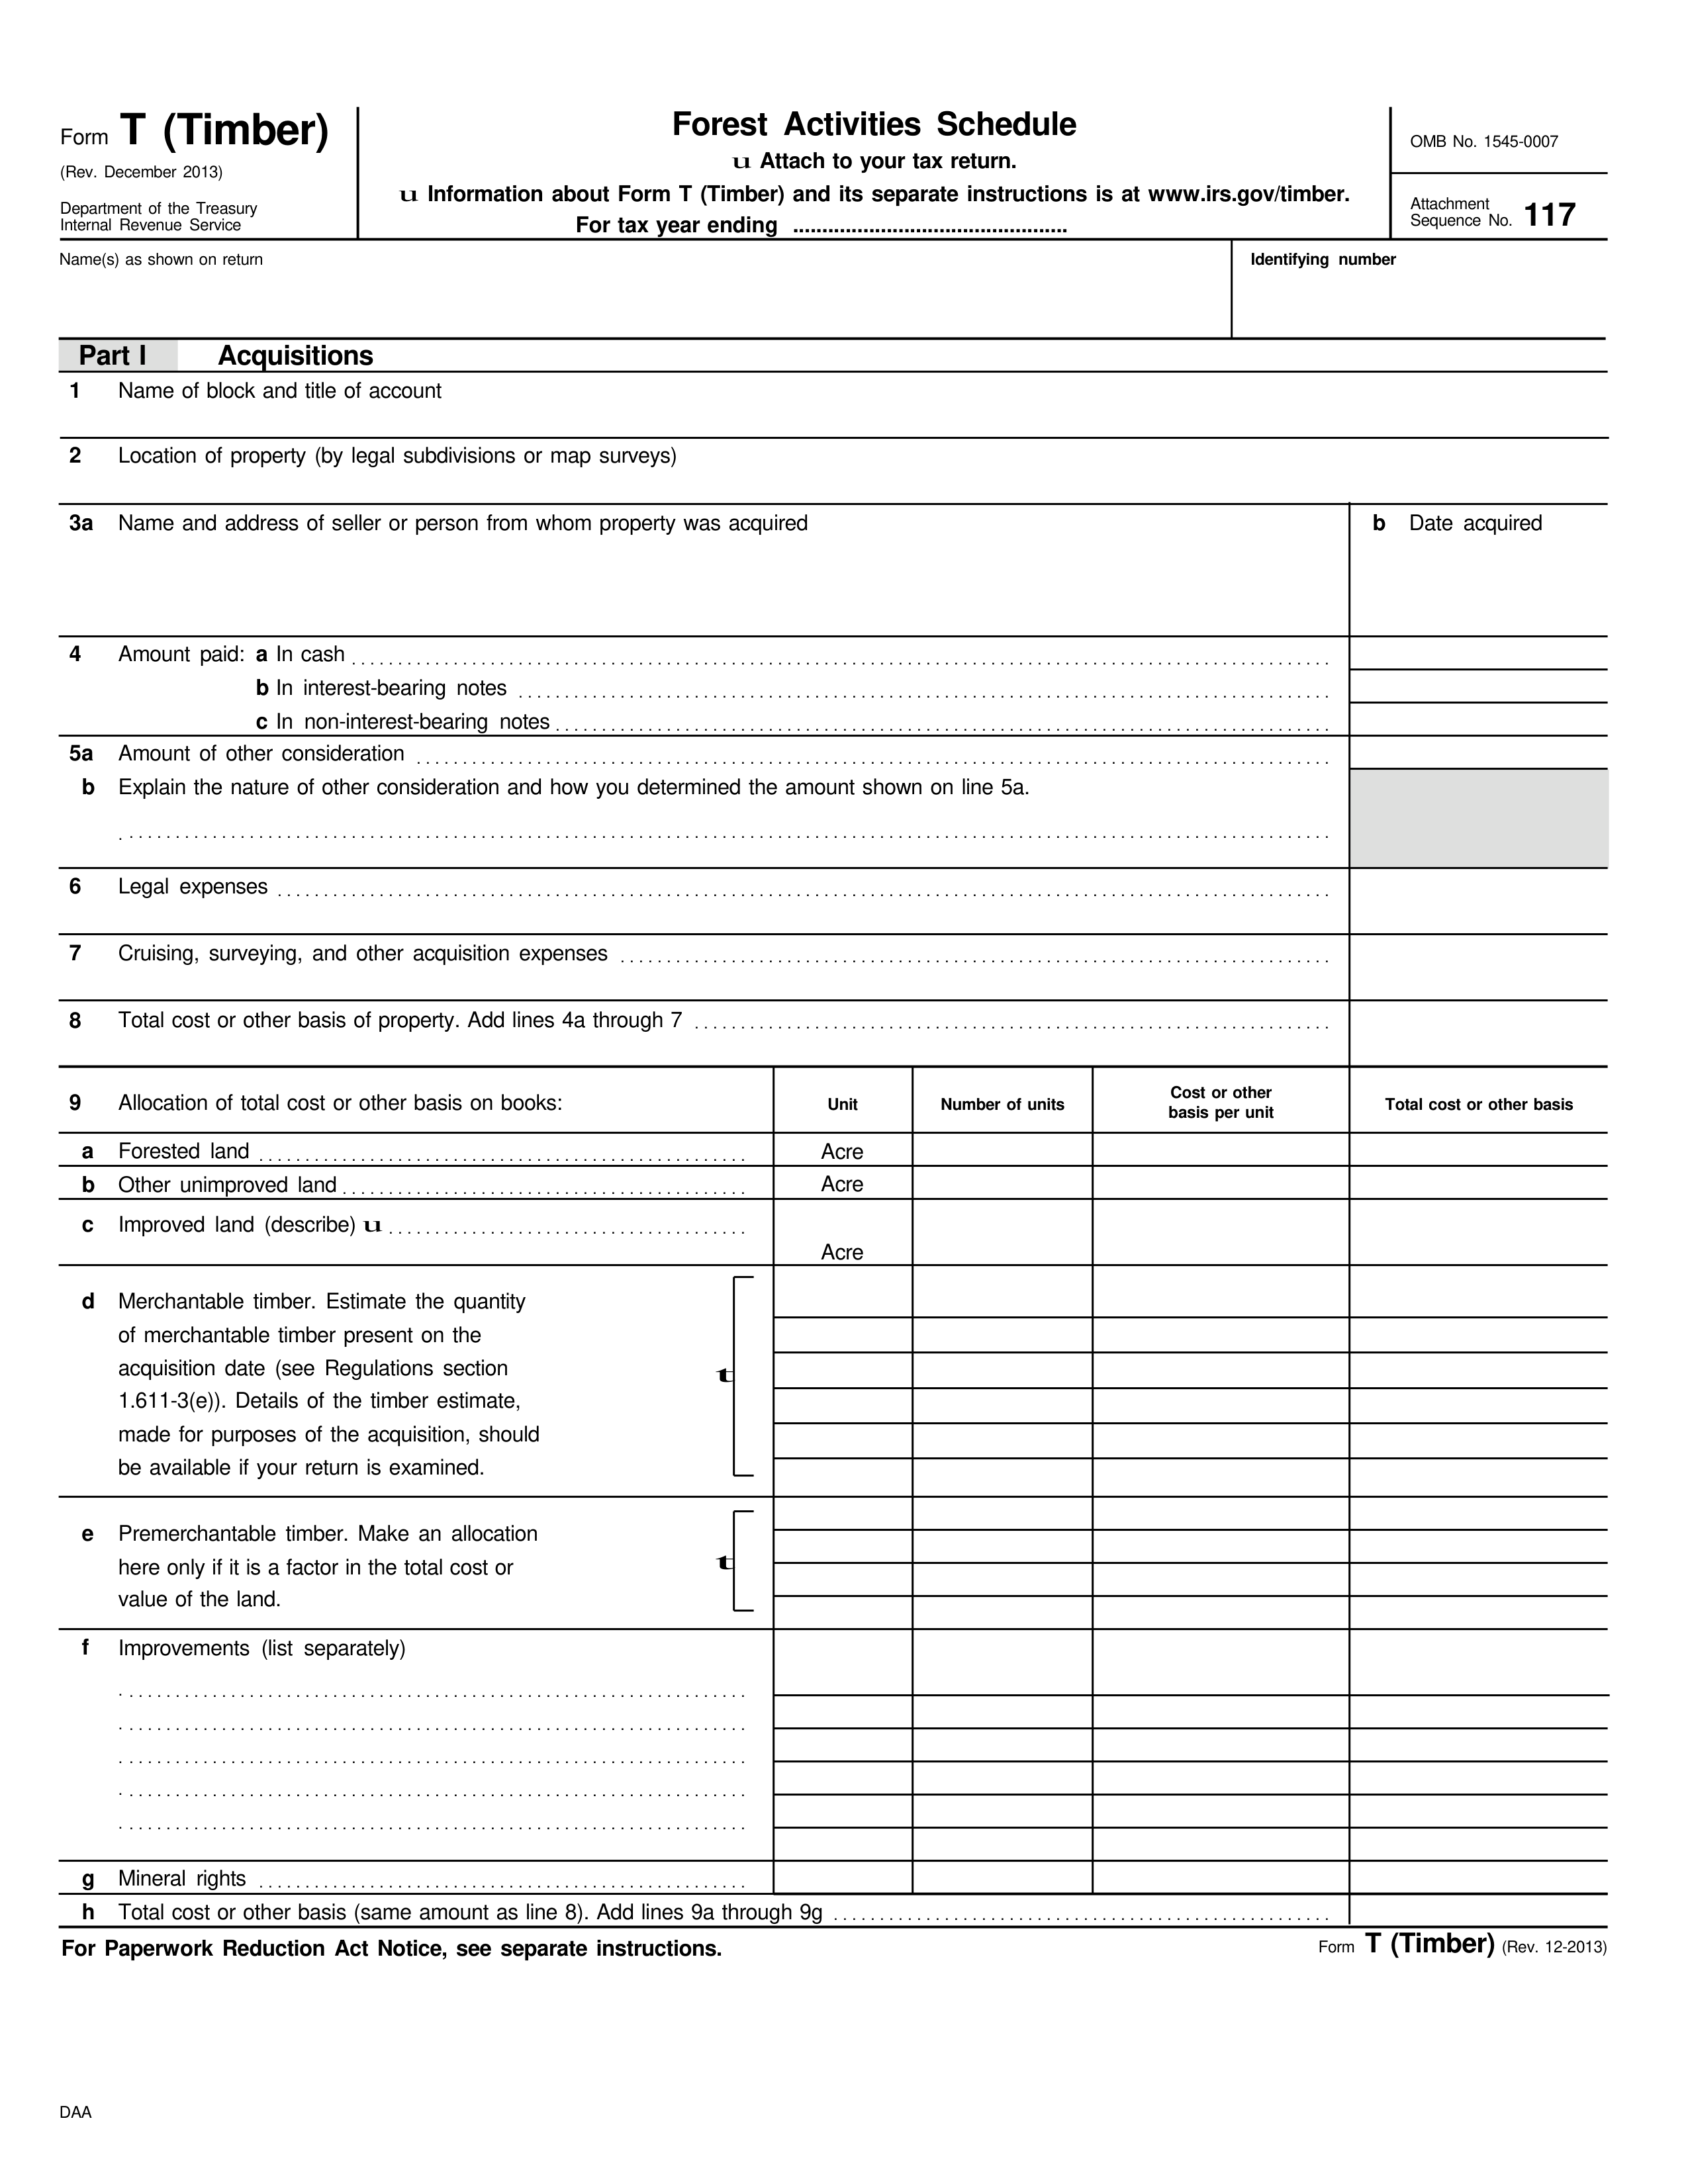 Form T (Timber)
(Rev. December 2013)
Department of the Treasury
Internal Revenue Service
Forest Activities Schedule
u Attach to your tax return.
u Information about Form T (Timber) and its separate instructions is at www.irs.gov/timber.
For tax year ending
OMB No. 1545-0007
Attachment
Sequence No. 117
Name(s) as shown on return
Identifying number
Part I Acquisitions
1 Name of block and title of account
2 Location of property (by legal subdivisions or map surveys)
3a Name and address of seller or person from whom property was acquired
b Date acquired
4 Amount paid: a In cash
b In interest-bearing notes
c In non-interest-bearing notes
5a Amount of other consideration
b Explain the nature of other consideration and how you determined the amount shown on line 5a.
6 Legal expenses
7 Cruising, surveying, and other acquisition expenses
8 Total cost or other basis of property. Add lines 4a through 7
9 Allocation of total cost or other basis on books:
Unit
Number of units
Cost or other
basis per unit
Total cost or other basis
a Forested land Acre
b Other unimproved land Acre
c Improved land (describe) u
Acre
d Merchantable timber. Estimate the quantity
of merchantable timber present on the
acquisition date (see Regulations section
1.611-3(e)). Details of the timber estimate,
made for purposes of the acquisition, should
be available if your return is examined.
t
e Premerchantable timber. Make an allocation
here only if it is a factor in the total cost or
value of the land.
t
f Improvements (list separately)
g Mineral rights
h Total cost or other basis (same amount as line 8). Add lines 9a through 9g
For Paperwork Reduction Act Notice, see separate instructions.
Form T (Timber) (Rev. 12-2013)
DAA